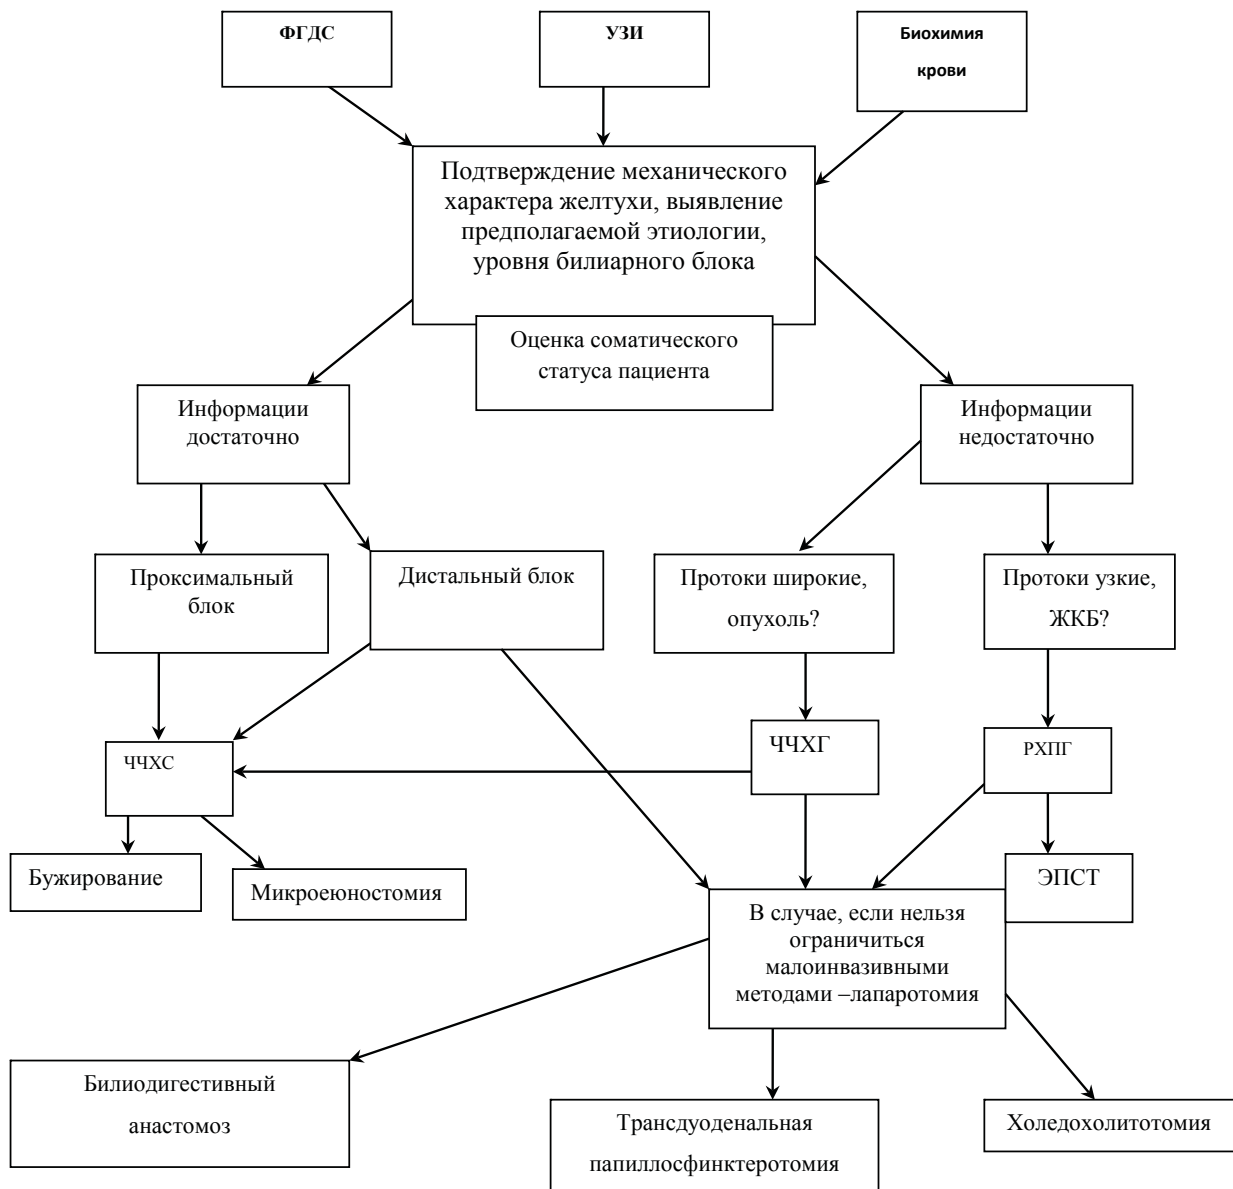 ФГДС
УЗИ
Биохимия
крови
Подтверждение механического
характера желтухи, выявление
предполагаемой этиологии,
уровня билиарного блока
Оценка соматического
статуса пациента
Информации
достаточно
Информации
недостаточно
Проксимальный
блок
Дистальный блок
Протоки широкие,
опухоль?
Протоки узкие,
ЖКБ?
ЧЧХС
ЧЧХГ
РХПГ
Бужирование
Микроеюностомия
ЭПСТ
В случае, если нельзя
ограничиться
малоинвазивными
методами –лапаротомия
Билиодигестивный
анастомоз
Трансдуоденальная
папиллосфинктеротомия
Холедохолитотомия